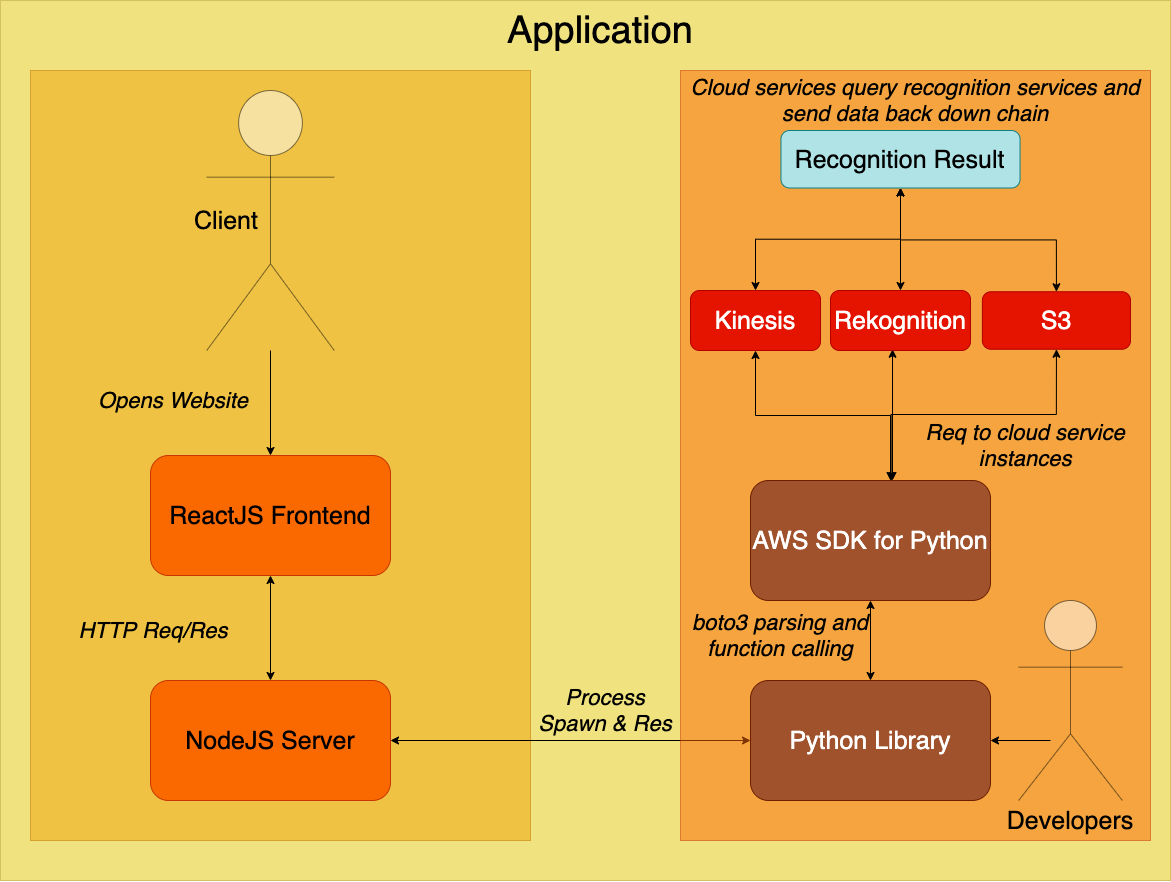 Application
Client
Opens Website
ReactJS Frontend
HTTP Req/Res
NodeJS Server
Process
Spawn & Res
Cloud services query recognition services and
send data back down chain
Recognition Result
Kinesis
Rekognition
S3
Req to cloud service
instances
AWS SDK for Python
boto3 parsing and
function calling
Python Library
Developers